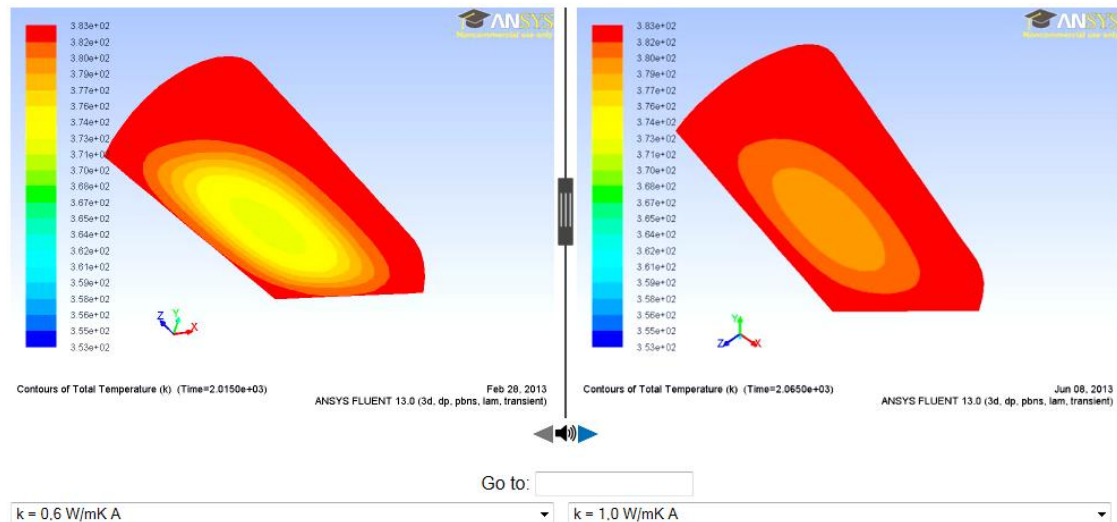 3.83e+02
3.82e+02
3.80e+02
3.79e+02
3.77e+02
3.76e+02
3.74e+02
3.73e+02
3.71e+02
3.70e+02
3.68e+02
3.67e+02
3.65e+02
3.64e+02
3.62e+02
3.61e+02
3.59e+02
3.58e+02
3.56e+02
3.55e+02
3.53e+02
ANSYS
Noncommercial use only
Z Y X
Contours of Total Temperature (k) (Time=2.0150e+03)
Feb 28, 2013
ANSYS FLUENT 13.0 (3d, dp, pbns, lam, transient)
3.83e+02
3.82e+02
3.80e+02
3.79e+02
3.77e+02
3.76e+02
3.74e+02
3.73e+02
3.71e+02
3.70e+02
3.68e+02
3.67e+02
3.65e+02
3.64e+02
3.62e+02
3.61e+02
3.59e+02
3.58e+02
3.56e+02
3.55e+02
3.53e+02
ANSYS
Noncommercial use only
Y
Z X
Contours of Total Temperature (k) (Time=2.0650e+03)
Jun 08, 2013
ANSYS FLUENT 13.0 (3d, dp, pbns, lam, transient)
Go to:
k = 0,6 W/mK A
k = 1,0 W/mK A